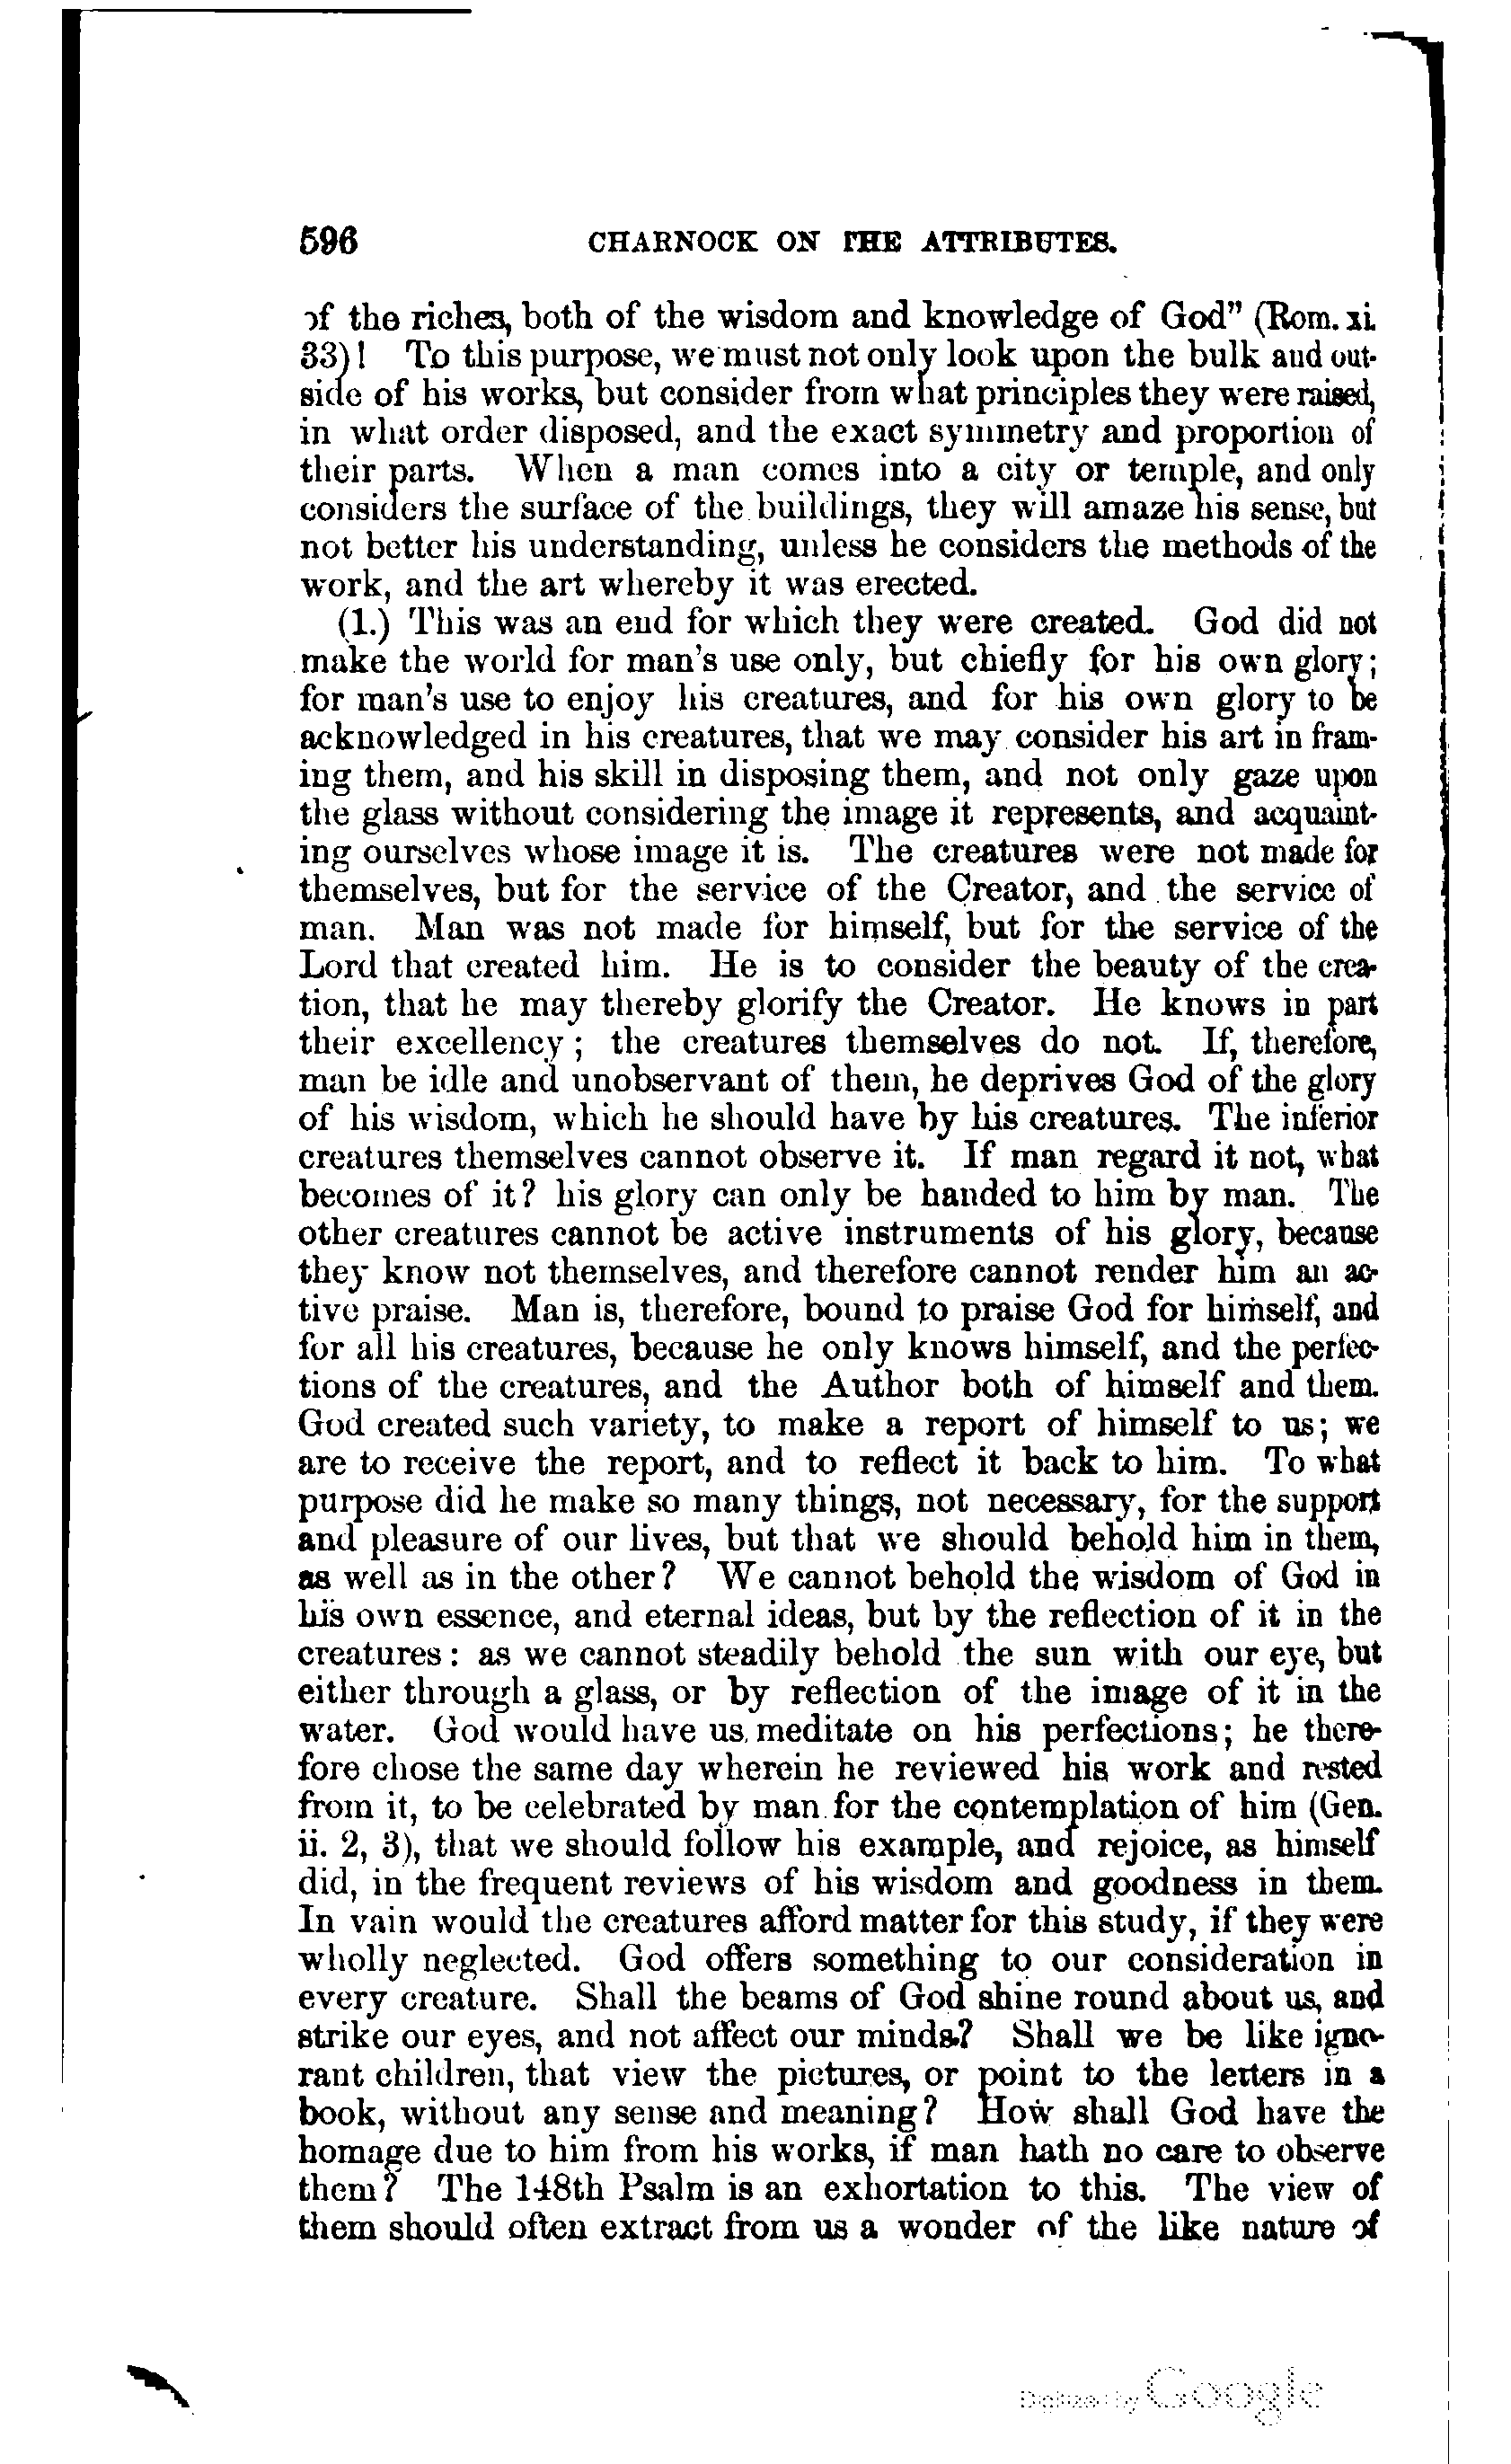 596 CHARNOCK ON THE ATTRIBUTES.
of the riches, both of the wisdom and knowledge of God" (Rom. xi.
33)! To this purpose, we must not only look upon the bulk and out-
side of his works, but consider from what principles they were raised,
in what order disposed, and the exact symmetry and proportion of
their parts. When a man comes into a city or temple, and only
considers the surface of the buildings, they will amaze his sense, but
not better his understanding, unless he considers the methods of the
work, and the art whereby it was erected.
(1.) This was an end for which they were created. God did not
make the world for man's use only, but chiefly for his own glory;
for man's use to enjoy his creatures, and for his own glory to be
acknowledged in his creatures, that we may consider his art in fram-
ing them, and his skill in disposing them, and not only gaze upon
the glass without considering the image it represents, and acquaint-
ing ourselves whose image it is. The creatures were not made for
themselves, but for the service of the Creator, and the service of
man. Man was not made for himself, but for the service of the
Lord that created him. He is to consider the beauty of the crea-
tion, that he may thereby glorify the Creator. He knows in part
their excellency; the creatures themselves do not. If, therefore,
man be idle and unobservant of them, he deprives God of the glory
of his wisdom, which he should have by his creatures. The inferior
creatures themselves cannot observe it. If man regard it not, what
becomes of it? his glory can only be handed to him by man. The
other creatures cannot be active instruments of his glory, because
they know not themselves, and therefore cannot render him an ac-
tive praise. Man is, therefore, bound to praise God for himself, and
for all his creatures, because he only knows himself, and the perfec-
tions of the creatures, and the Author both of himself and them.
God created such variety, to make a report of himself to us; we
are to receive the report, and to reflect it back to him. To what
purpose did he make so many things, not necessary, for the support
and pleasure of our lives, but that we should behold him in them,
as well as in the other? We cannot behold the wisdom of God in
his own essence, and eternal ideas, but by the reflection of it in the
creatures: as we cannot steadily behold the sun with our eye, but
either through a glass, or by reflection of the image of it in the
water. God would have us meditate on his perfections; he there-
fore chose the same day wherein he reviewed his work and rested
from it, to be celebrated by man for the contemplation of him (Gen.
ii. 2, 3), that we should follow his example, and rejoice, as himself
did, in the frequent reviews of his wisdom and goodness in them.
In vain would the creatures afford matter for this study, if they were
wholly neglected. God offers something to our consideration in
every creature. Shall the beams of God shine round about us, and
strike our eyes, and not affect our minds? Shall we be like igno-
rant children, that view the pictures, or point to the letters in a
book, without any sense and meaning? How shall God have the
homage due to him from his works, if man hath no care to observe
them? The 148th Psalm is an exhortation to this. The view of
them should often extract from us a wonder of the like nature of
Digitized by Google